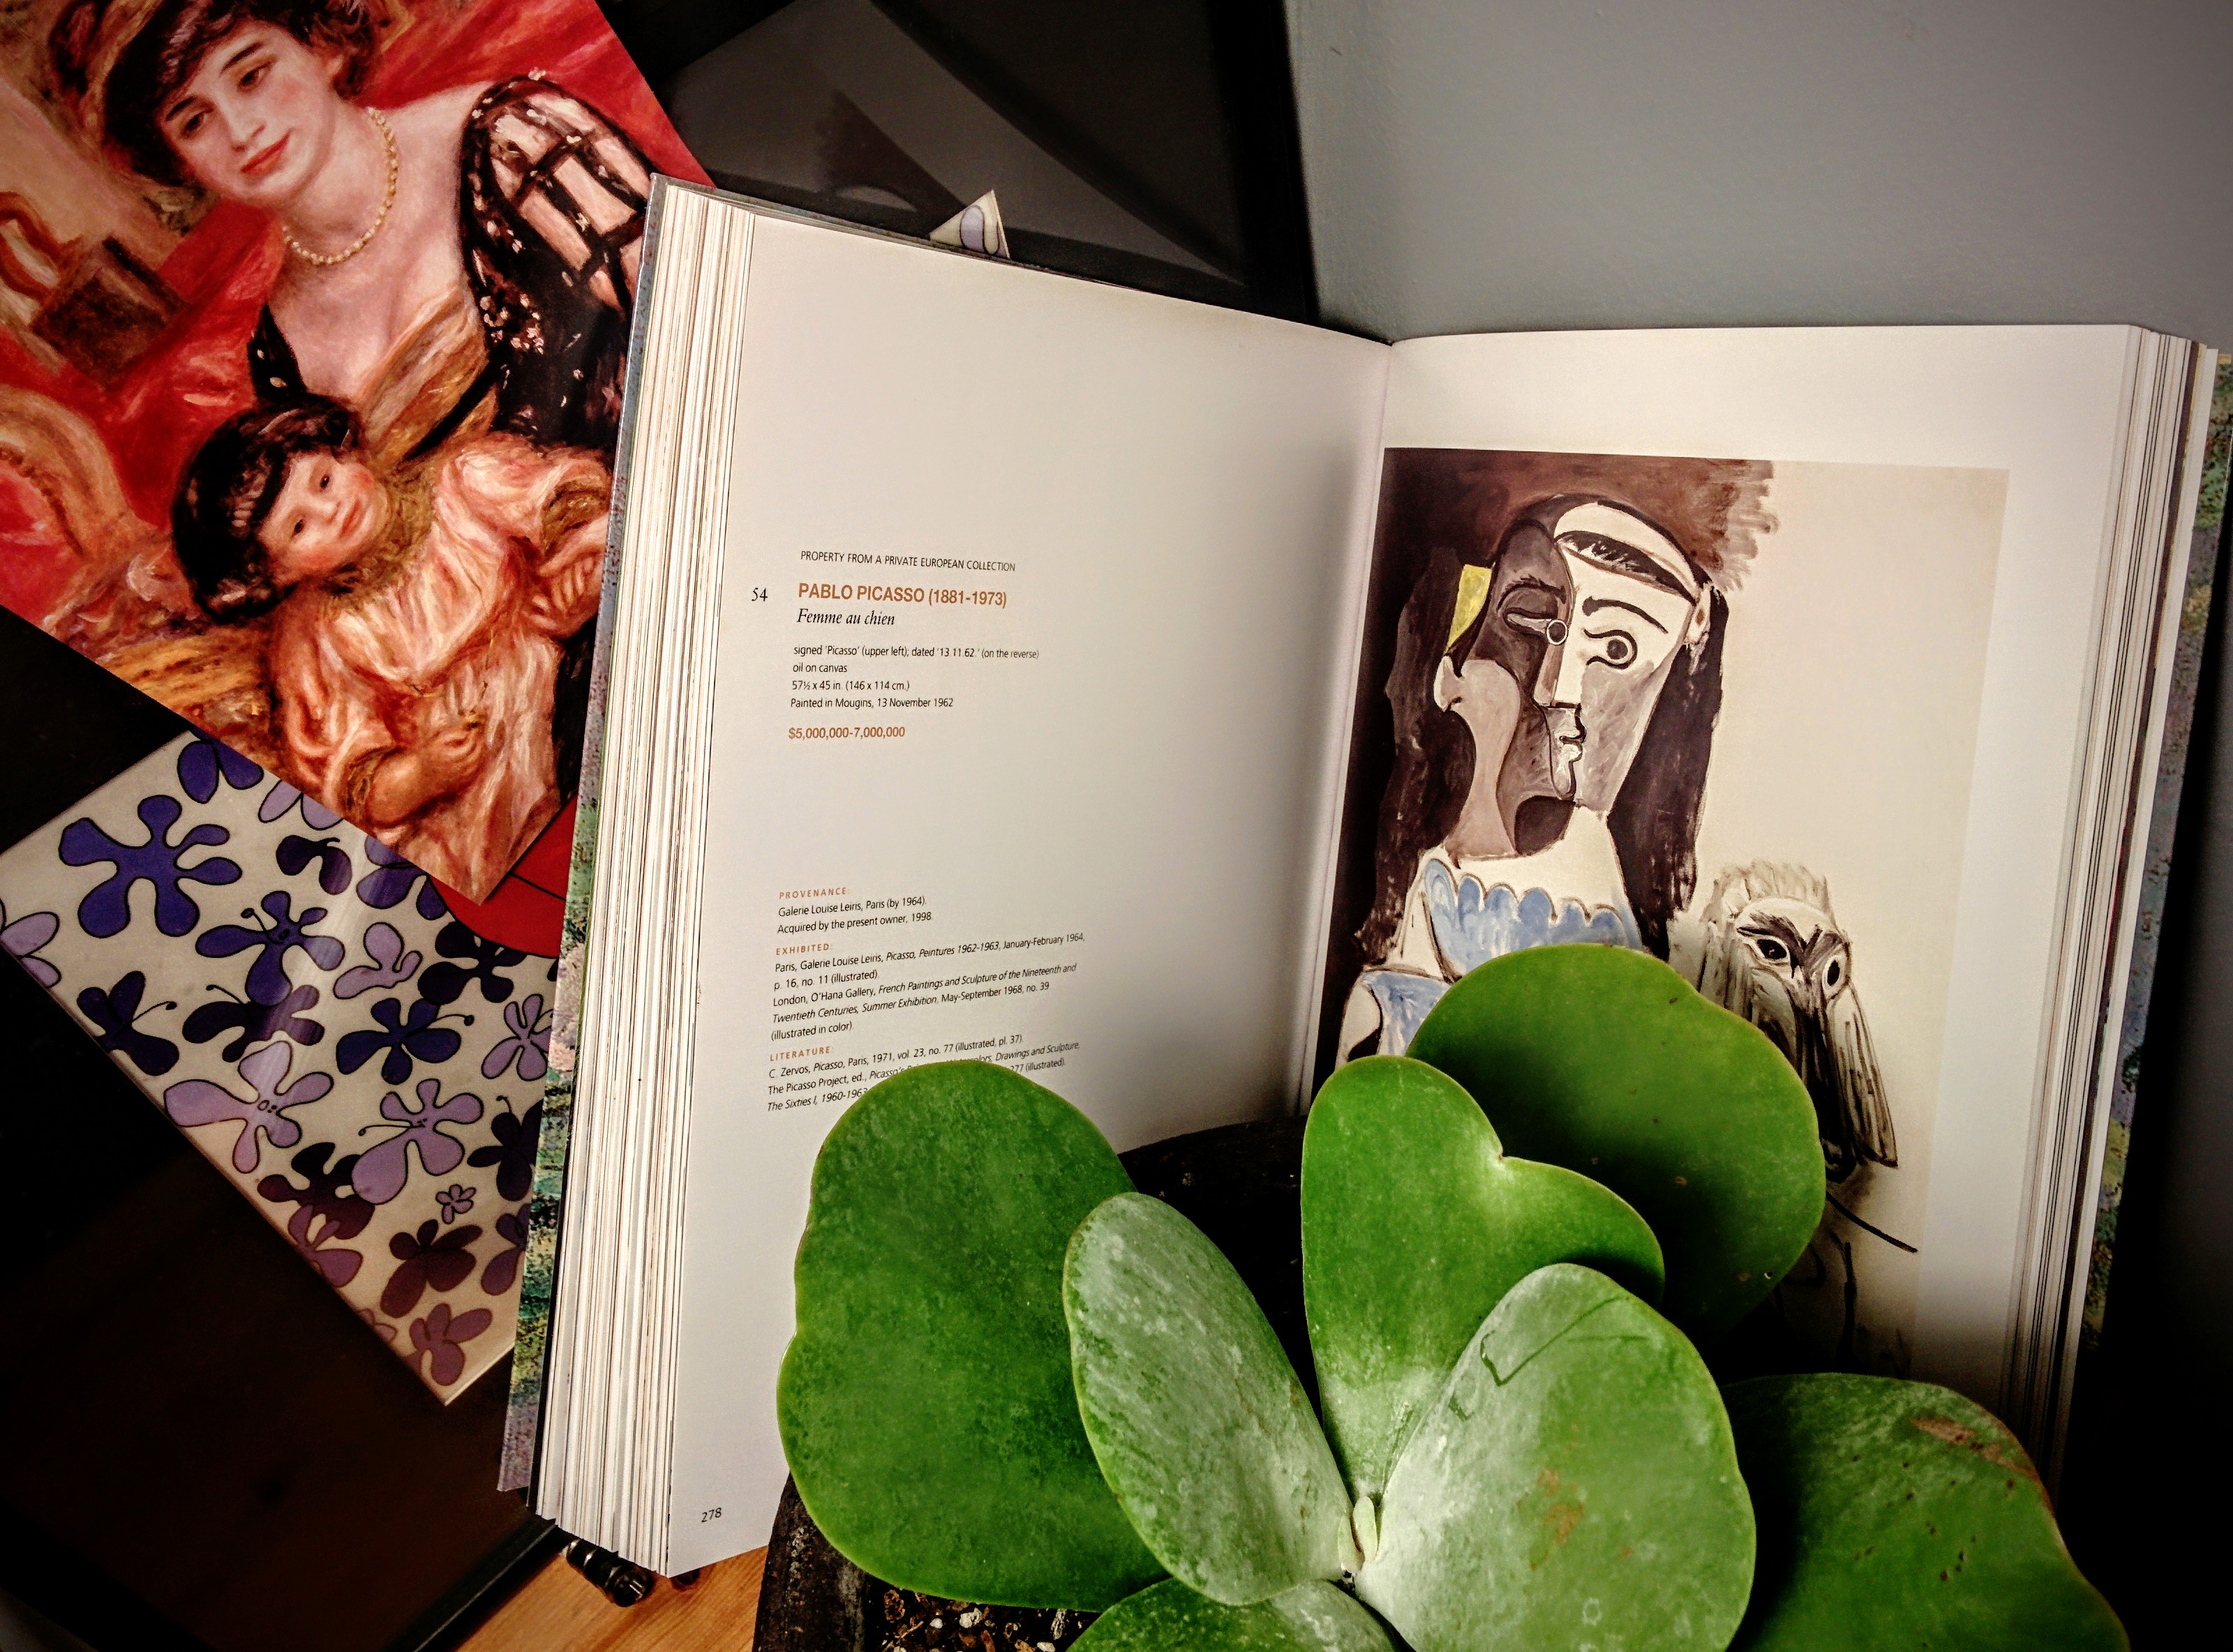 PROPERTY FROM A PRIVATE EUROPEAN COLLECTION
54 PABLO PICASSO (1881-1973)
Femme au chien
signed 'Picasso' (upper left); dated '13.11.62.' (on the reverse)
oil on canvas
57½ x 45 in. (146 x 114 cm.)
Painted in Mougins, 13 November 1962
$5,000,000-7,000,000
PROVENANCE:
Galerie Louise Leiris, Paris (by 1964).
Acquired by the present owner, 1998.
EXHIBITED:
Paris, Galerie Louise Leiris, Picasso, Peintures 1962-1963, January-February 1964,
p. 16, no. 11 (illustrated).
London, O'Hana Gallery, French Paintings and Sculpture of the Nineteenth and
Twentieth Centuries, Summer Exhibition, May-September 1968, no. 39
(illustrated in color).
LITERATURE:
C. Zervos, Picasso, Paris, 1971, vol. 23, no. 77 (illustrated, pl. 37).
The Picasso Project, ed., Picasso's Drawings and Sculpture,
The Sixties I, 1960-1963 277 (illustrated).
278